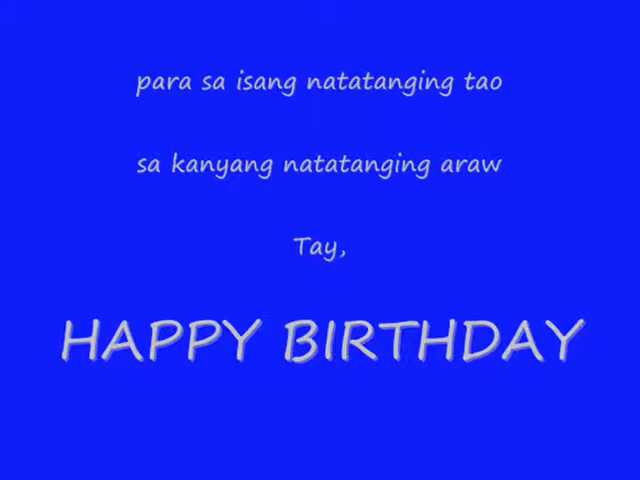 para sa isang natatanging tao
sa kanyang natatanging araw
Tay,
HAPPY BIRTHDAY